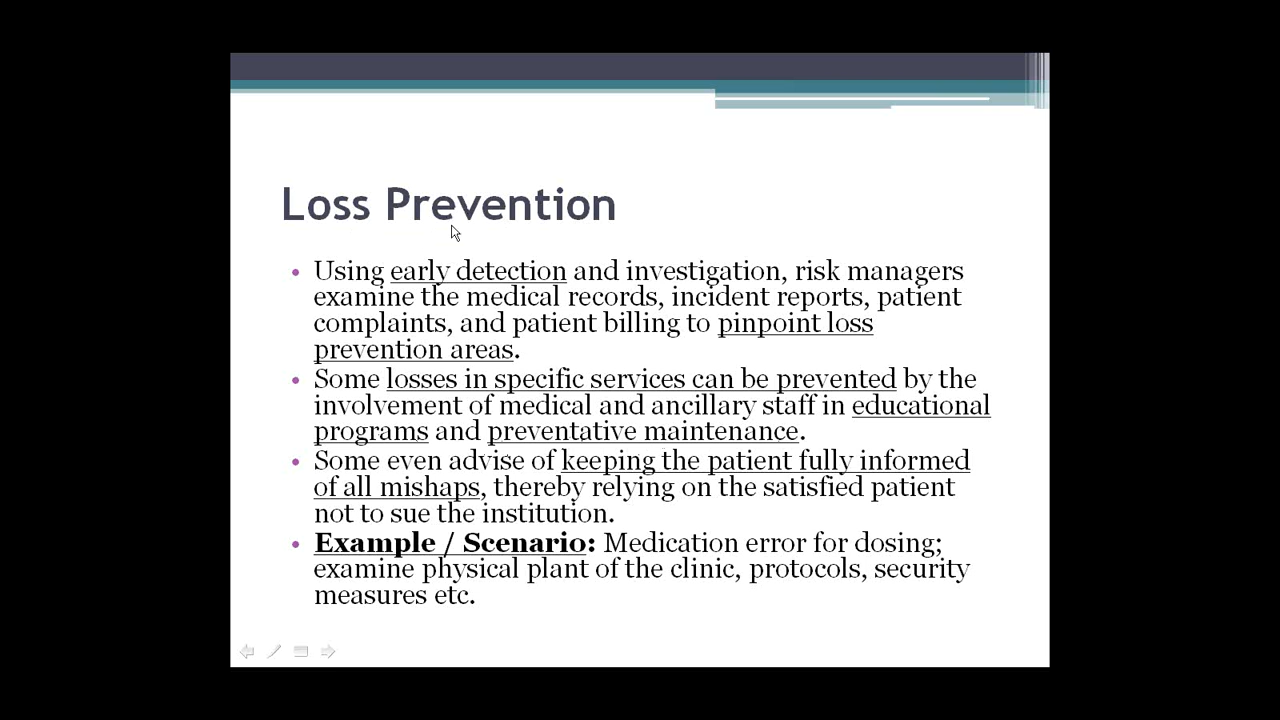 Loss Prevention
• Using early detection and investigation, risk managers
examine the medical records, incident reports, patient
complaints, and patient billing to pinpoint loss
prevention areas.
• Some losses in specific services can be prevented by the
involvement of medical and ancillary staff in educational
programs and preventative maintenance.
• Some even advise of keeping the patient fully informed
of all mishaps, thereby relying on the satisfied patient
not to sue the institution.
• Example / Scenario: Medication error for dosing;
examine physical plant of the clinic, protocols, security
measures etc.